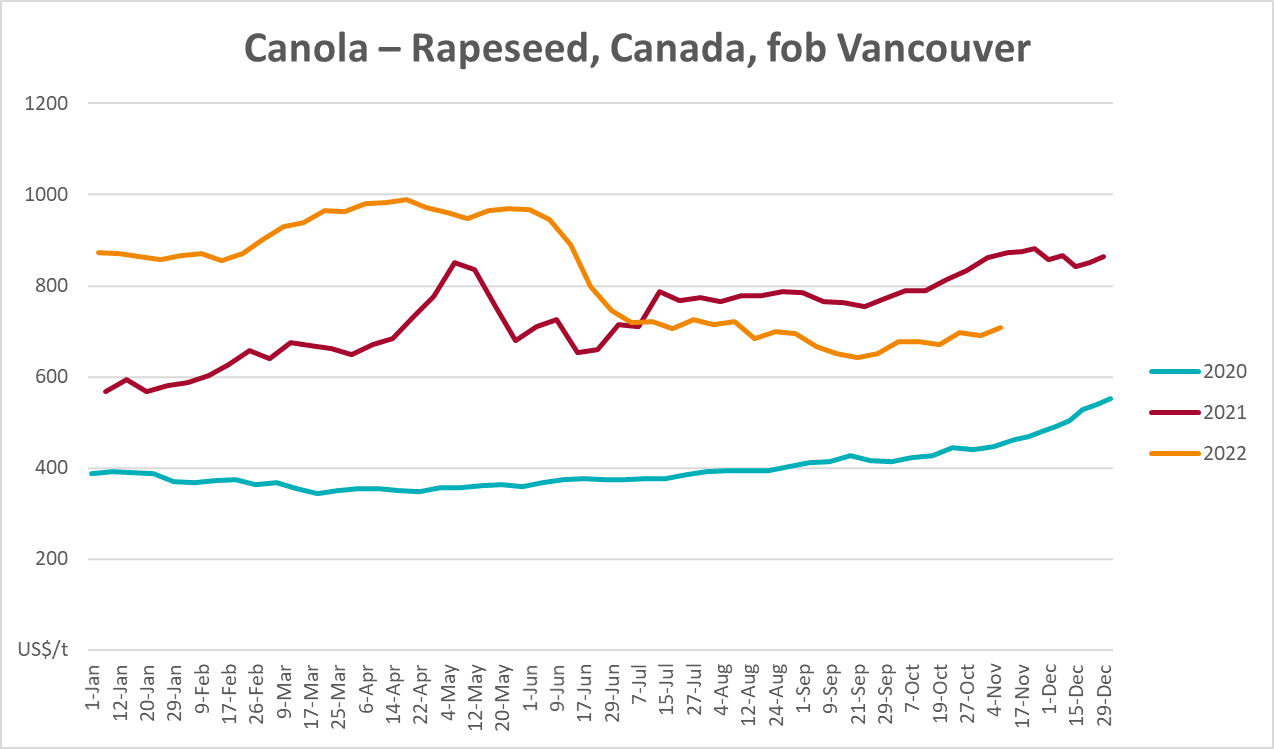 Canola – Rapeseed, Canada, fob Vancouver
1200
1000
800
600
400
200
US$/t
1-Jan
12-Jan
20-Jan
29-Jan
9-Feb
17-Feb
26-Feb
9-Mar
17-Mar
25-Mar
6-Apr
14-Apr
22-Apr
4-May
12-May
20-May
1-Jun
9-Jun
17-Jun
29-Jun
7-Jul
15-Jul
27-Jul
4-Aug
12-Aug
24-Aug
1-Sep
9-Sep
21-Sep
29-Sep
7-Oct
19-Oct
27-Oct
4-Nov
17-Nov
1-Dec
15-Dec
29-Dec
2020
2021
2022